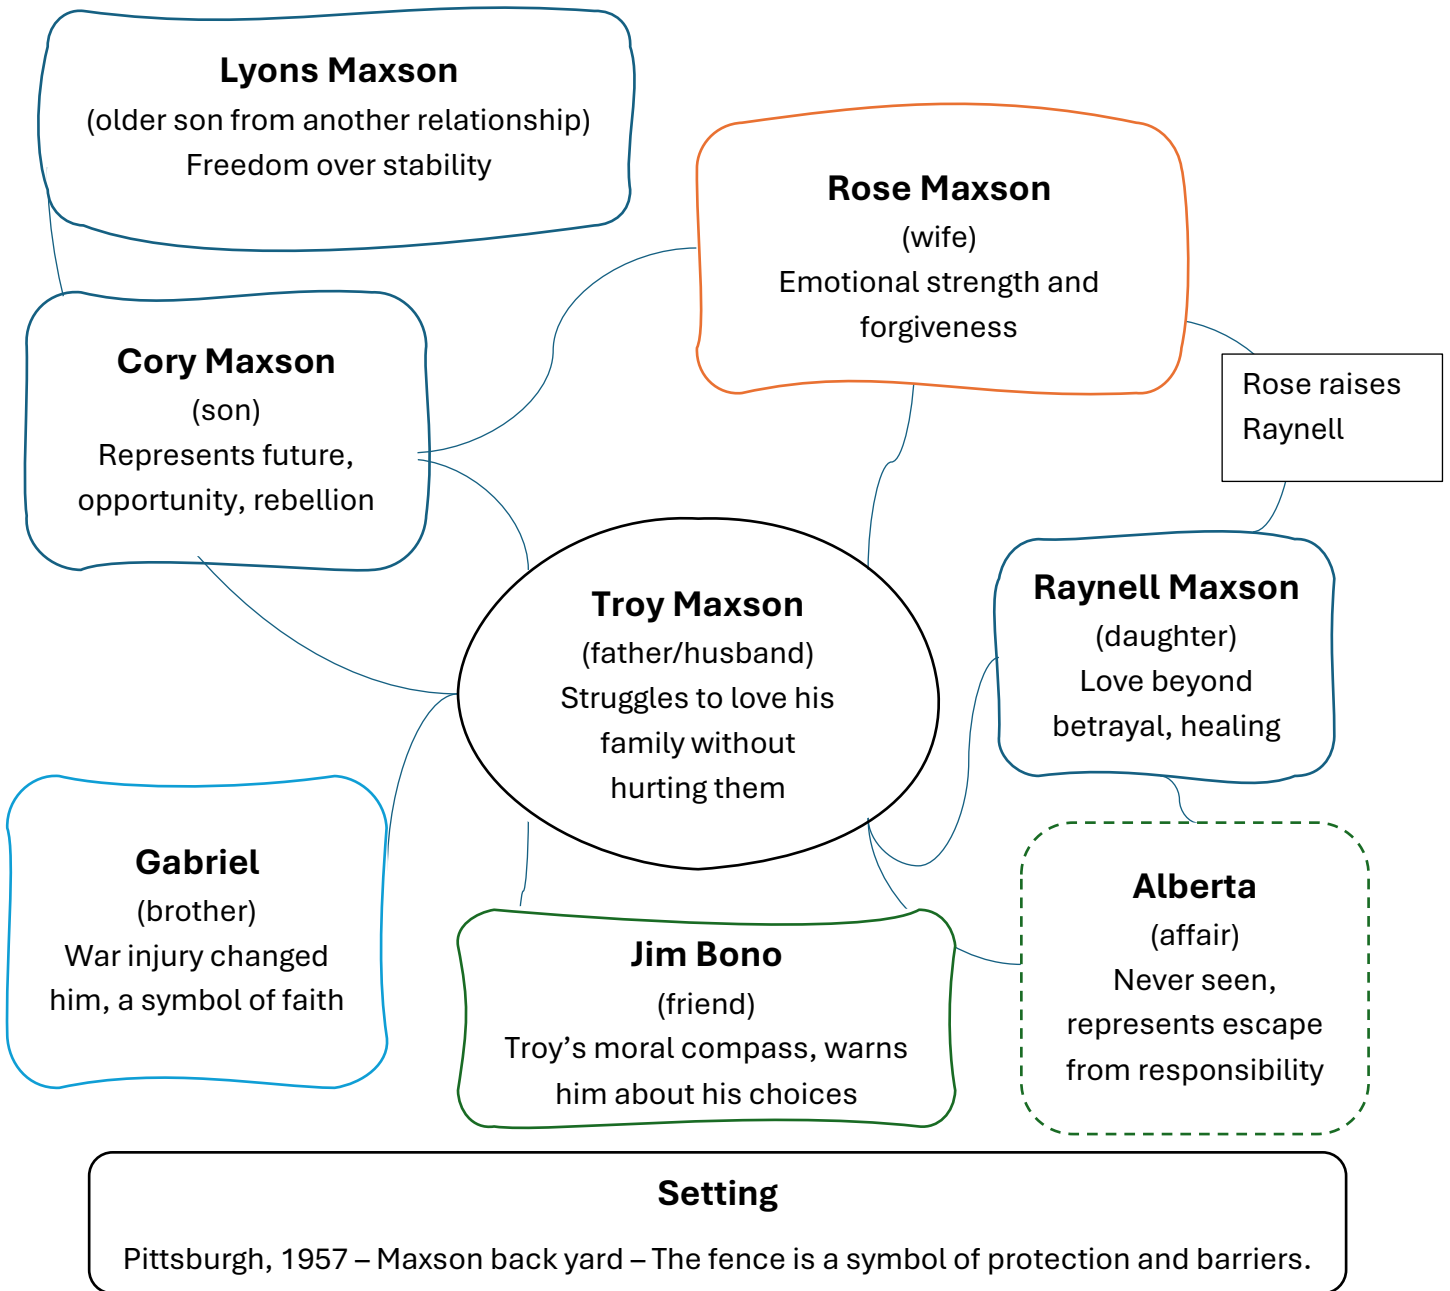 Lyons Maxson
(older son from another relationship)
Freedom over stability
Rose Maxson
(wife)
Emotional strength and
forgiveness
Cory Maxson
(son)
Represents future,
opportunity, rebellion
Rose raises
Raynell
Troy Maxson
(father/husband)
Struggles to love his
family without
hurting them
Raynell Maxson
(daughter)
Love beyond
betrayal, healing
Gabriel
(brother)
War injury changed
him, a symbol of faith
Jim Bono
(friend)
Troy’s moral compass, warns
him about his choices
Alberta
(affair)
Never seen,
represents escape
from responsibility
Setting
Pittsburgh, 1957 – Maxson back yard – The fence is a symbol of protection and barriers.